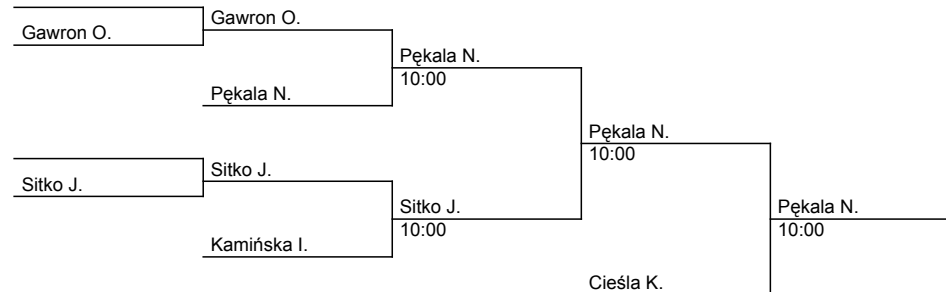 Gawron O.
Gawron O.
Pękala N.
10:00
Pękala N.
Pękala N.
10:00
Sitko J.
Sitko J.
Sitko J.
10:00
Pękala N.
10:00
Kamińska I.
Cieśla K.